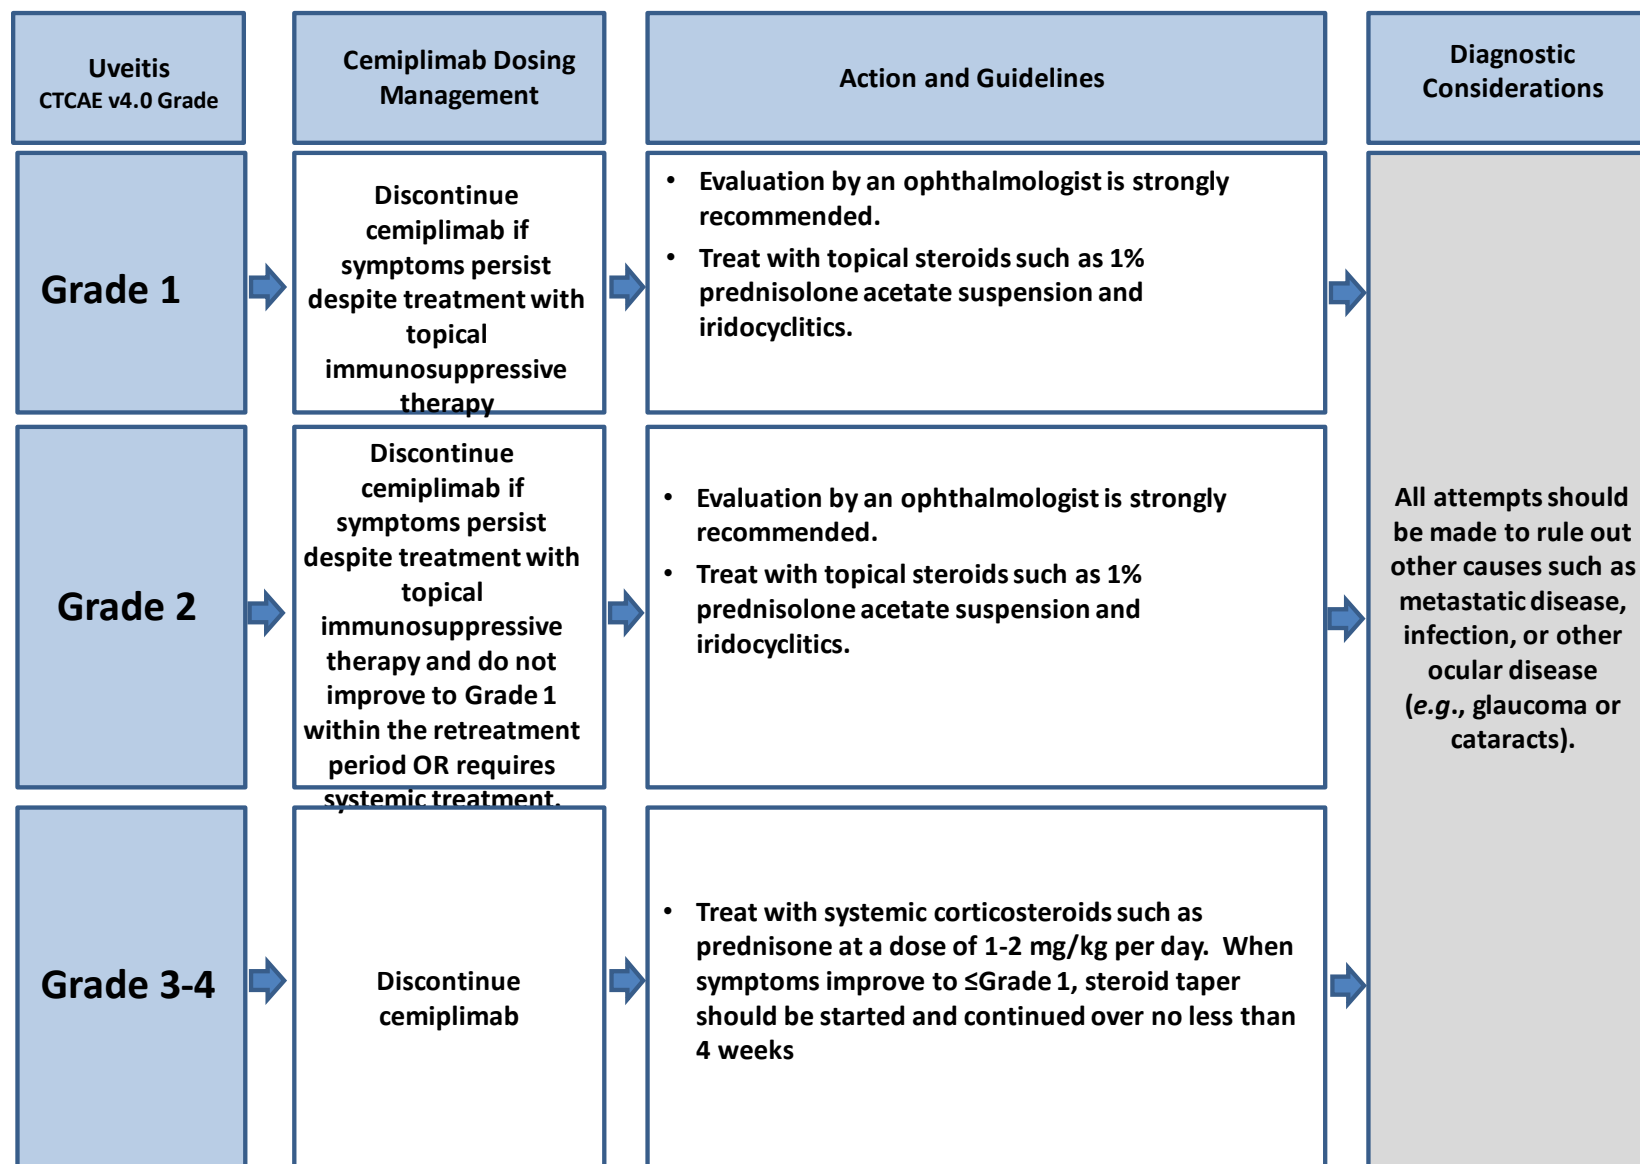 Uveitis
CTCAE v4.0 Grade
Cemiplimab Dosing
Management
Action and Guidelines
Diagnostic
Considerations
Grade 1
Discontinue
cemiplimab if
symptoms persist
despite treatment with
topical
immunosuppressive
therapy
• Evaluation by an ophthalmologist is strongly
recommended.
• Treat with topical steroids such as 1%
prednisolone acetate suspension and
iridocyclitics.
Grade 2
Discontinue
cemiplimab if
symptoms persist
despite treatment with
topical
immunosuppressive
therapy and do not
improve to Grade 1
within the retreatment
period OR requires
systemic treatment.
• Evaluation by an ophthalmologist is strongly
recommended.
• Treat with topical steroids such as 1%
prednisolone acetate suspension and
iridocyclitics.
Grade 3-4
Discontinue
cemiplimab
• Treat with systemic corticosteroids such as
prednisone at a dose of 1-2 mg/kg per day.  When
symptoms improve to ≤Grade 1, steroid taper
should be started and continued over no less than
4 weeks
All attempts should
be made to rule out
other causes such as
metastatic disease,
infection, or other
ocular disease
(e.g., glaucoma or
cataracts).